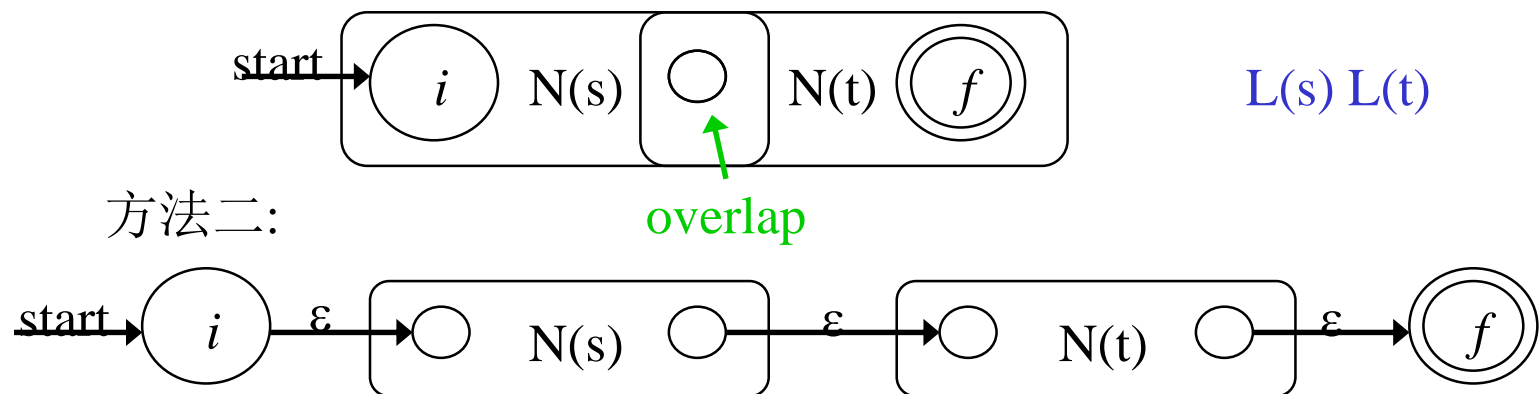 start i N(s) N(t) f L(s) L(t)
overlap
方法二:
start i ε N(s) ε N(t) ε f